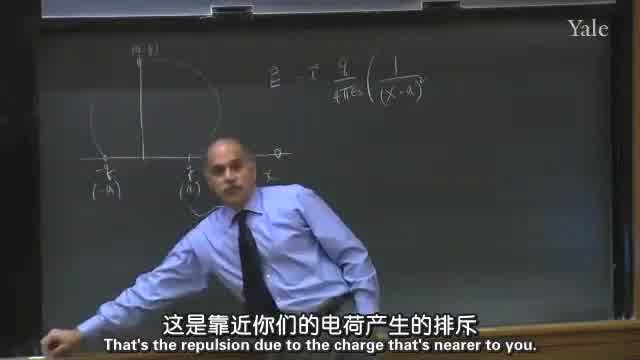 Yale
E = i q/4πε₀ ( 1/(x-a)²
-q q x
(-a) (a)
这是靠近你们的电荷产生的排斥
That's the repulsion due to the charge that's nearer to you.